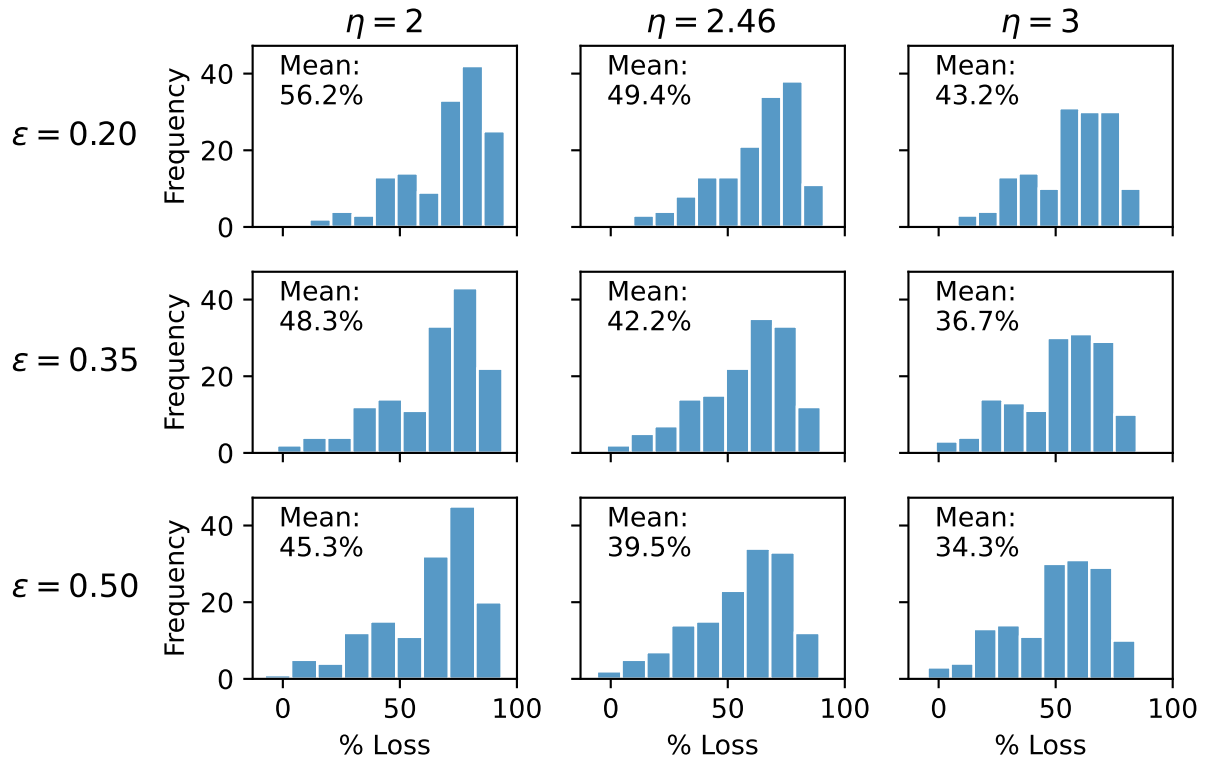 η = 2
η = 2.46
η = 3
ε = 0.20
Frequency
40
20
0
Mean:
56.2%
Mean:
49.4%
Mean:
43.2%
ε = 0.35
Frequency
40
20
0
Mean:
48.3%
Mean:
42.2%
Mean:
36.7%
ε = 0.50
Frequency
40
20
0
Mean:
45.3%
Mean:
39.5%
Mean:
34.3%
0 50 100
0 50 100
0 50 100
% Loss
% Loss
% Loss